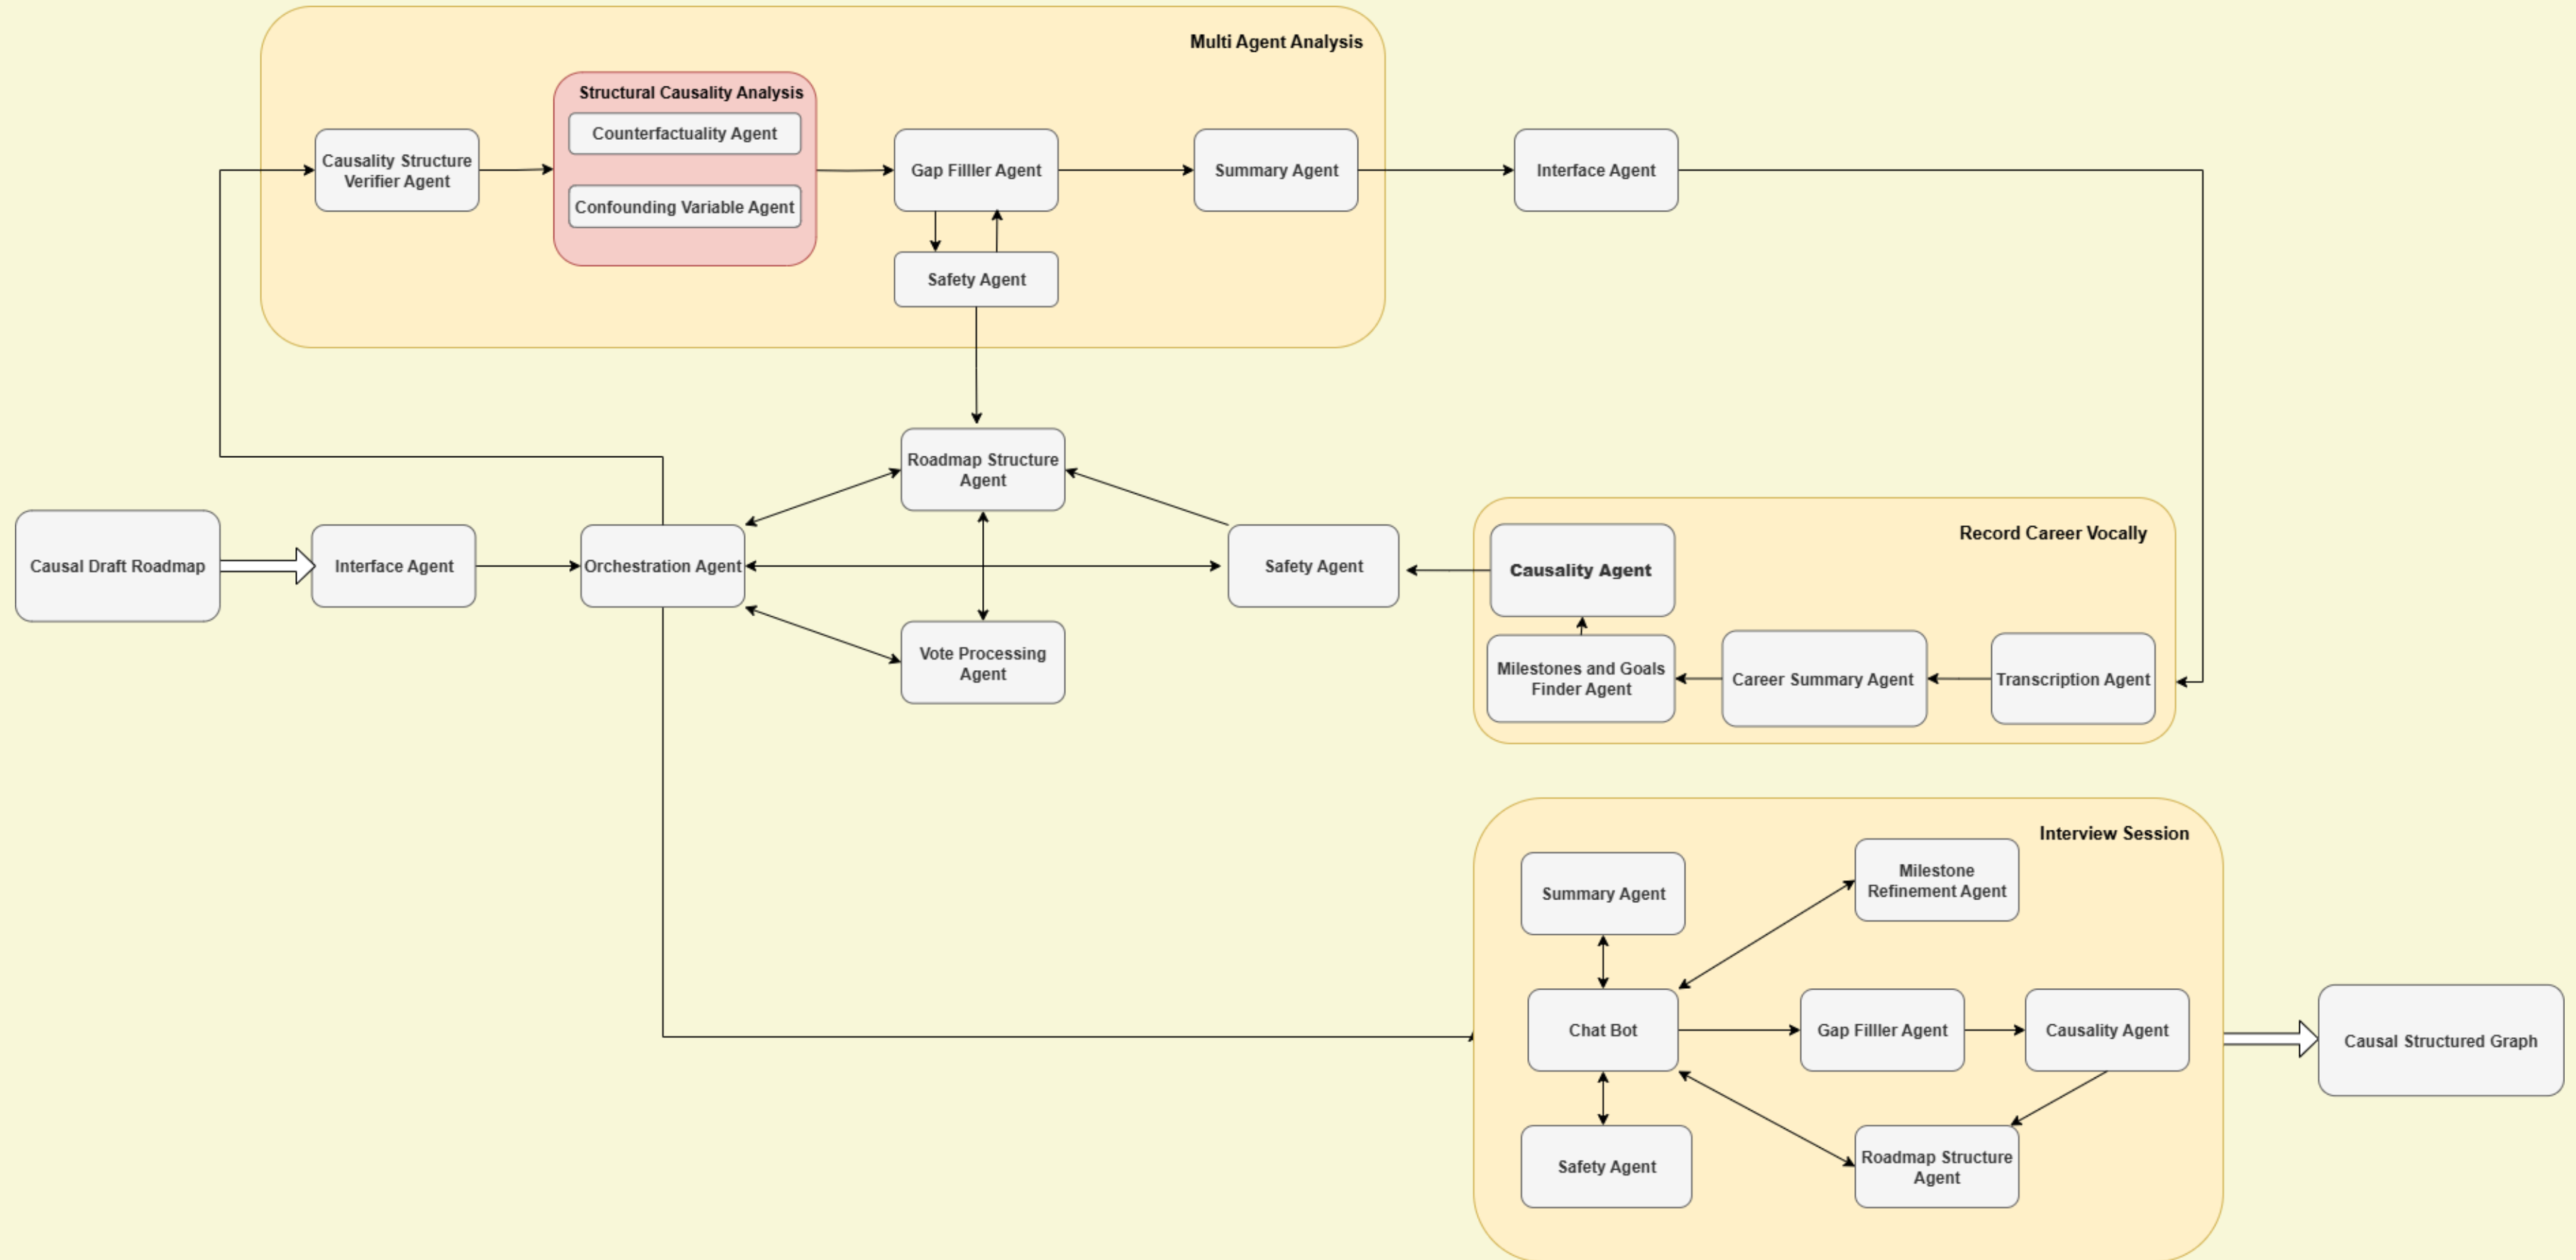 Multi Agent Analysis
Structural Causality Analysis
Counterfactuality Agent
Confounding Variable Agent
Causality Structure
Verifier Agent
Gap Filller Agent
Summary Agent
Interface Agent
Safety Agent
Roadmap Structure
Agent
Causal Draft Roadmap
Interface Agent
Orchestration Agent
Safety Agent
Vote Processing
Agent
Record Career Vocally
Causality Agent
Milestones and Goals
Finder Agent
Career Summary Agent
Transcription Agent
Interview Session
Summary Agent
Milestone
Refinement Agent
Chat Bot
Gap Filller Agent
Causality Agent
Causal Structured Graph
Safety Agent
Roadmap Structure
Agent